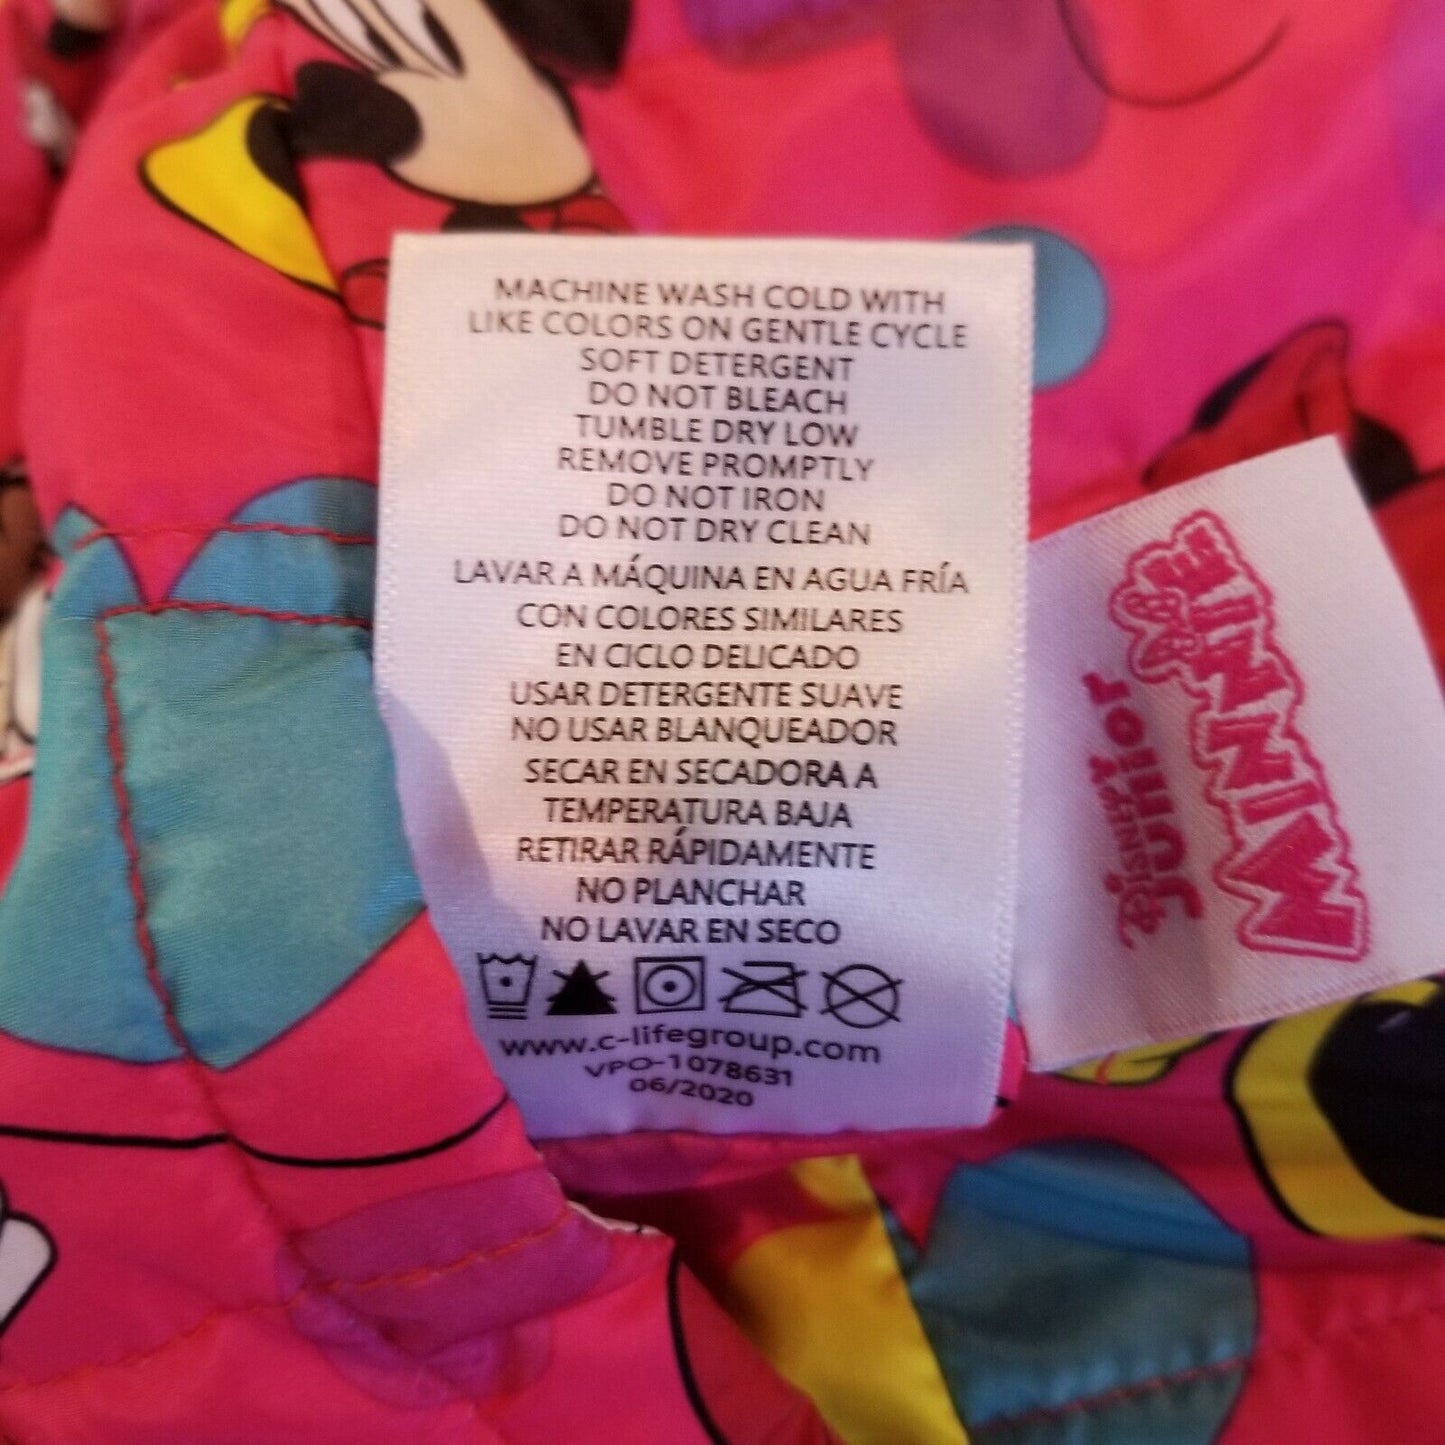 MACHINE WASH COLD WITH
LIKE COLORS ON GENTLE CYCLE
SOFT DETERGENT
DO NOT BLEACH
TUMBLE DRY LOW
REMOVE PROMPTLY
DO NOT IRON
DO NOT DRY CLEAN
LAVAR A MÁQUINA EN AGUA FRÍA
CON COLORES SIMILARES
EN CICLO DELICADO
USAR DETERGENTE SUAVE
NO USAR BLANQUEADOR
SECAR EN SECADORA A
TEMPERATURA BAJA
RETIRAR RÁPIDAMENTE
NO PLANCHAR
NO LAVAR EN SECO
www.c-lifegroup.com
VPO-1078631
06/2020
MINNIE
Disney
JUNIOR